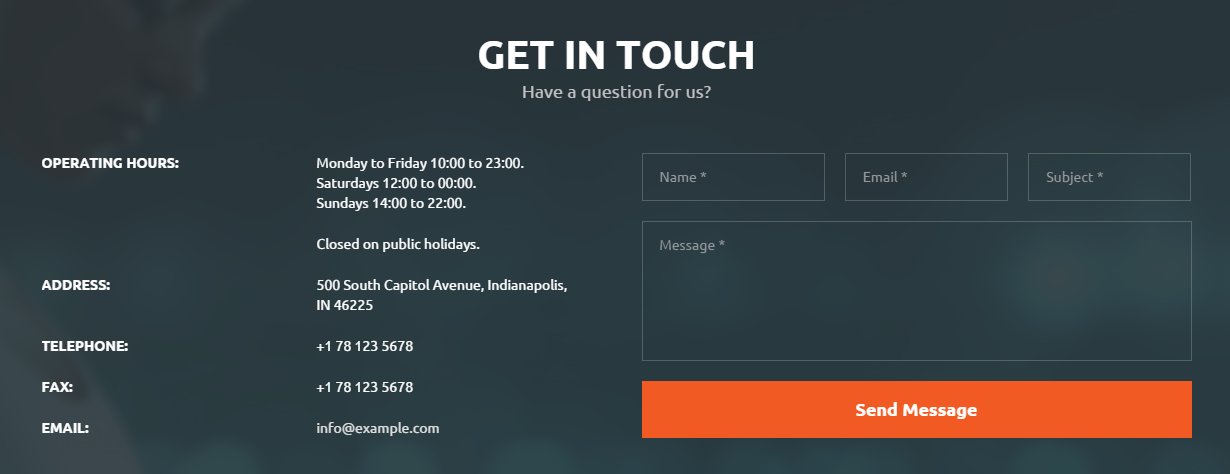 GET IN TOUCH
Have a question for us?
OPERATING HOURS:
Monday to Friday 10:00 to 23:00.
Saturdays 12:00 to 00:00.
Sundays 14:00 to 22:00.
Closed on public holidays.
ADDRESS:
500 South Capitol Avenue, Indianapolis,
IN 46225
TELEPHONE:
+1 78 123 5678
FAX:
+1 78 123 5678
EMAIL:
info@example.com
Name *
Email *
Subject *
Message *
Send Message